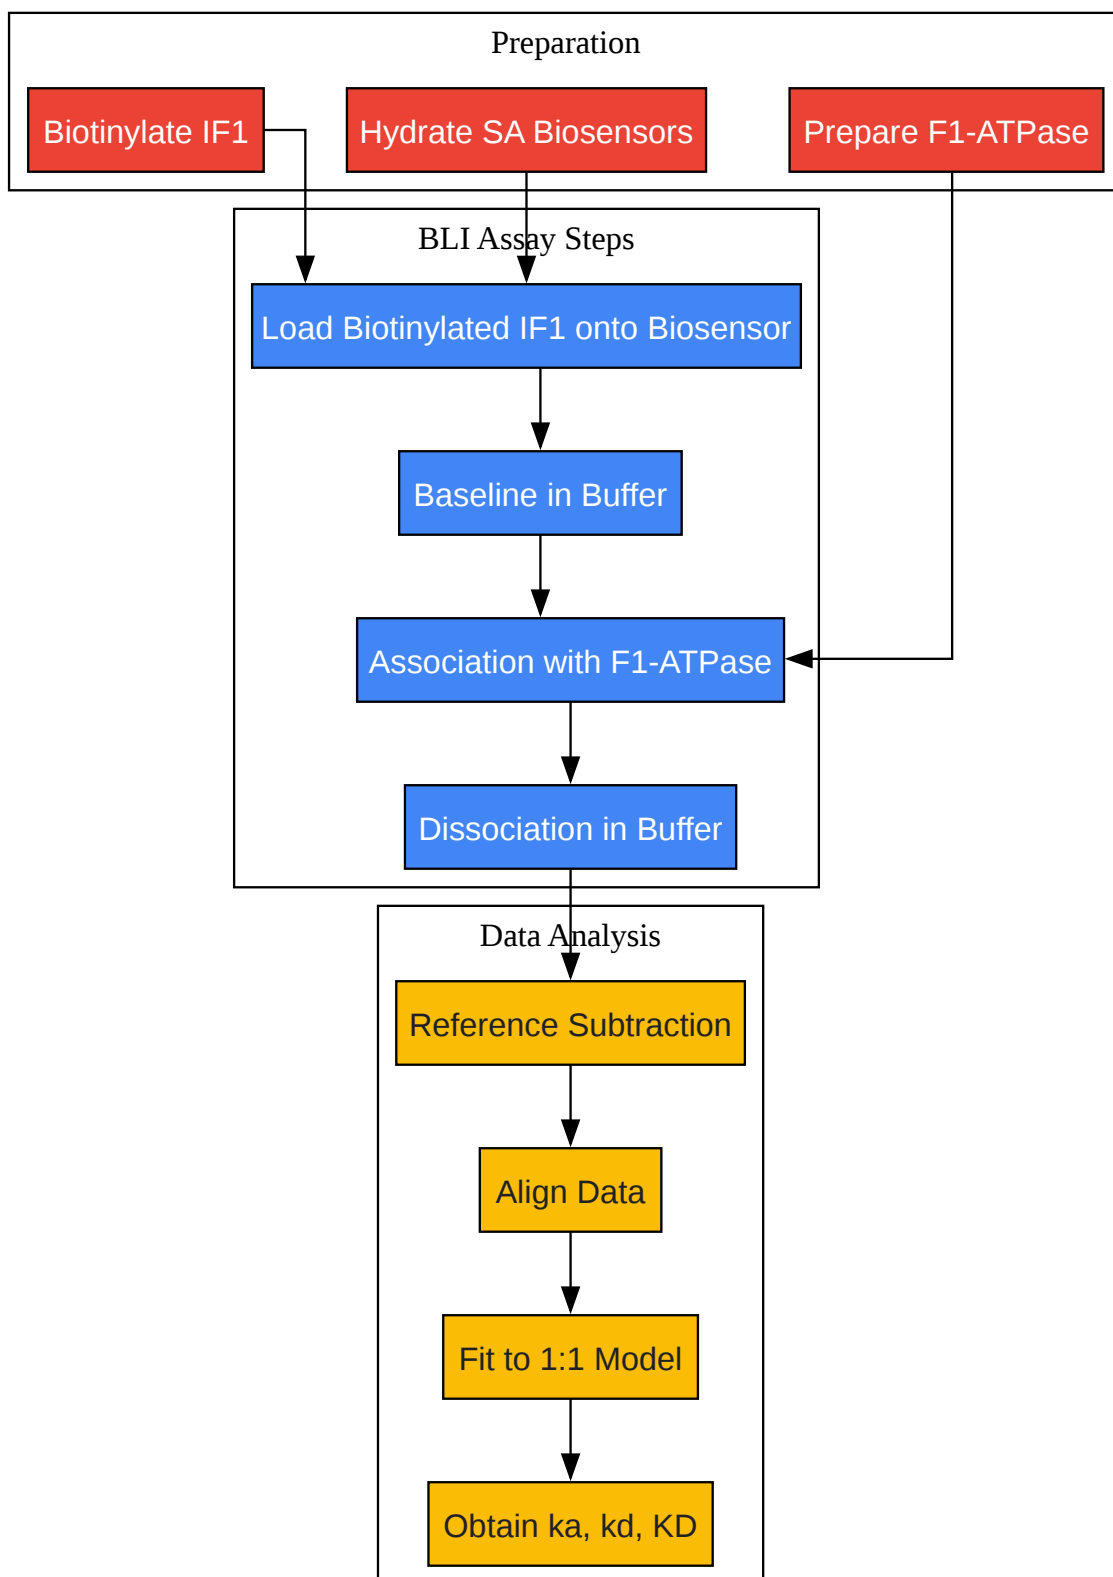 Preparation
Biotinylate IF1
Hydrate SA Biosensors
Prepare F1-ATPase
BLI Assay Steps
Load Biotinylated IF1 onto Biosensor
Baseline in Buffer
Association with F1-ATPase
Dissociation in Buffer
Data Analysis
Reference Subtraction
Align Data
Fit to 1:1 Model
Obtain ka, kd, KD